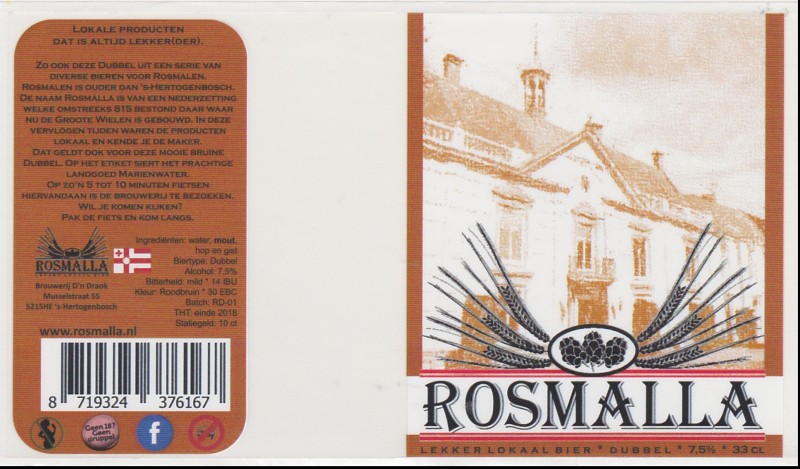 LOKALE PRODUCTEN
DAT IS ALTIJD LEKKER(DER).
ZO OOK DEZE DUBBEL UIT EEN SERIE VAN
DIVERSE BIEREN VOOR ROSMALEN.
ROSMALEN IS OUDER DAN 'S-HERTOGENBOSCH.
DE NAAM ROSMALLA IS VAN EEN NEDERZETTING
WELKE OMSTREEKS 815 BESTOND DAAR WAAR
NU DE GROOTE WIELEN IS GEBOUWD. IN DEZE
VERVLOGEN TIJDEN WAREN DE PRODUCTEN
LOKAAL EN KENDE JE DE MAKER.
DAT GELDT OOK VOOR DEZE MOOIE BRUINE
DUBBEL. OP HET ETIKET SIERT HET PRACHTIGE
LANDGOED MARIENWATER.
OP ZO'N 5 TOT 10 MINUTEN FIETSEN
HIERVANDAAN IS DE BROUWERIJ TE BEZOEKEN.
WIL JE KOMEN KIJKEN?
PAK DE FIETS EN KOM LANGS.
ROSMALLA
LEKKER LOKAAL BIER
Brouwerij D'n Draok
Musselstraat 55
5215HE 's-Hertogenbosch
www.rosmalla.nl
Ingrediënten: water, mout,
hop en gist
Biertype: Dubbel
Alcohol: 7,5%
Bitterheid: mild * 14 IBU
Kleur: Roodbruin * 30 EBC
Batch: RD-01
THT: einde 2018
Statiegeld: 10 ct
8 719324 376167
Geen 18?
Geen
druppel
f
ROSMALLA
LEKKER LOKAAL BIER * DUBBEL * 7,5% * 33 CL